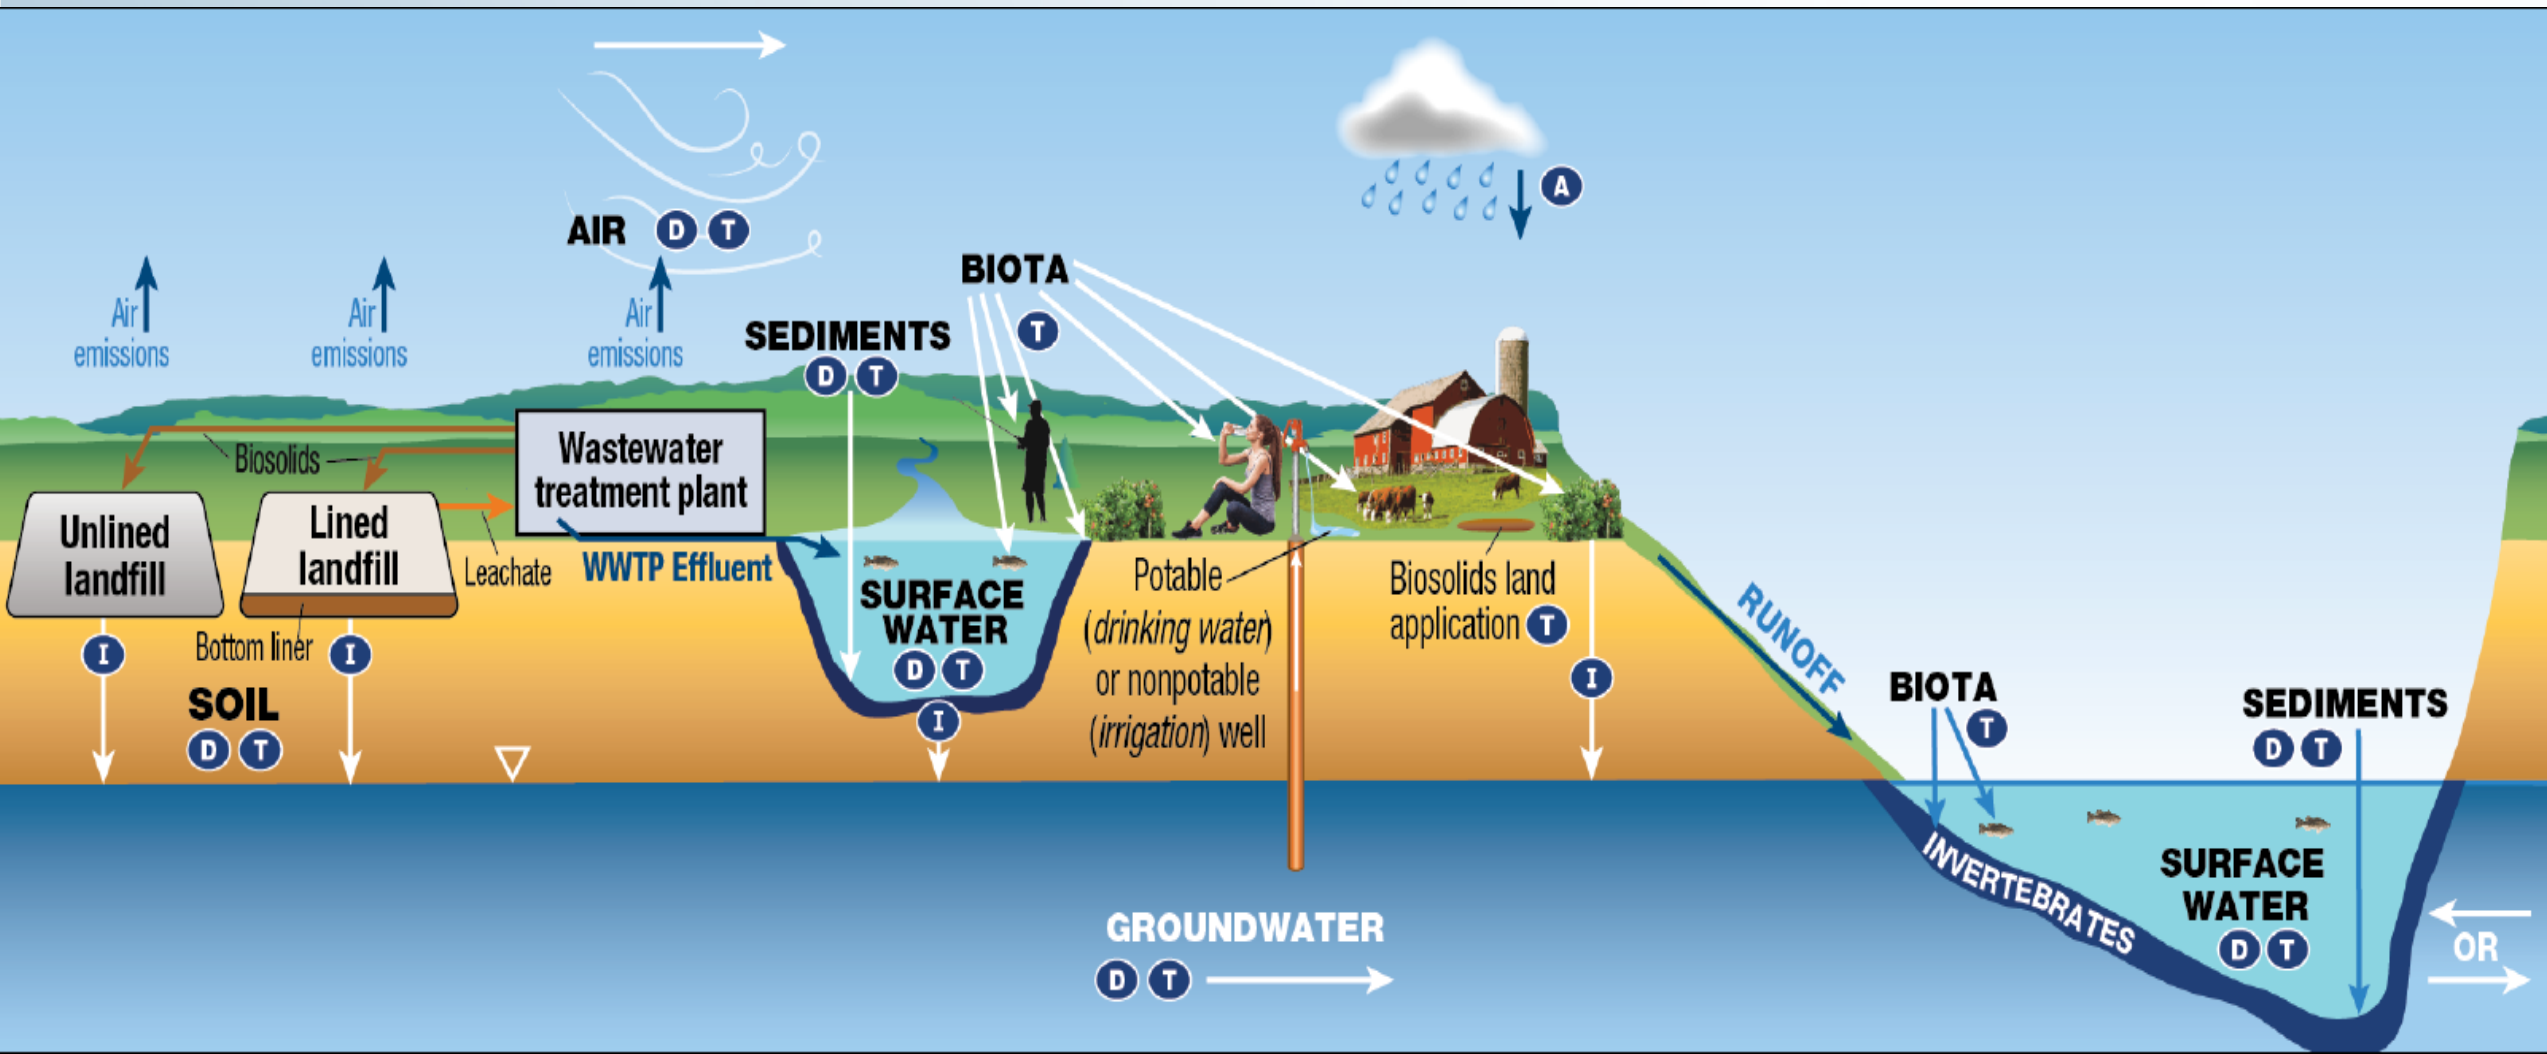 A
AIR D T
BIOTA
T
Air
emissions
Air
emissions
Air
emissions
SEDIMENTS
D T
Biosolids
Wastewater
treatment plant
Unlined
landfill
Lined
landfill
Leachate
WWTP Effluent
Bottom liner
I
I
SOIL
D T
SURFACE
WATER
D T
I
Potable
(drinking water)
or nonpotable
(irrigation) well
Biosolids land
application T
I
RUNOFF
BIOTA
T
SEDIMENTS
D T
INVERTEBRATES
SURFACE
WATER
D T
OR
GROUNDWATER
D T